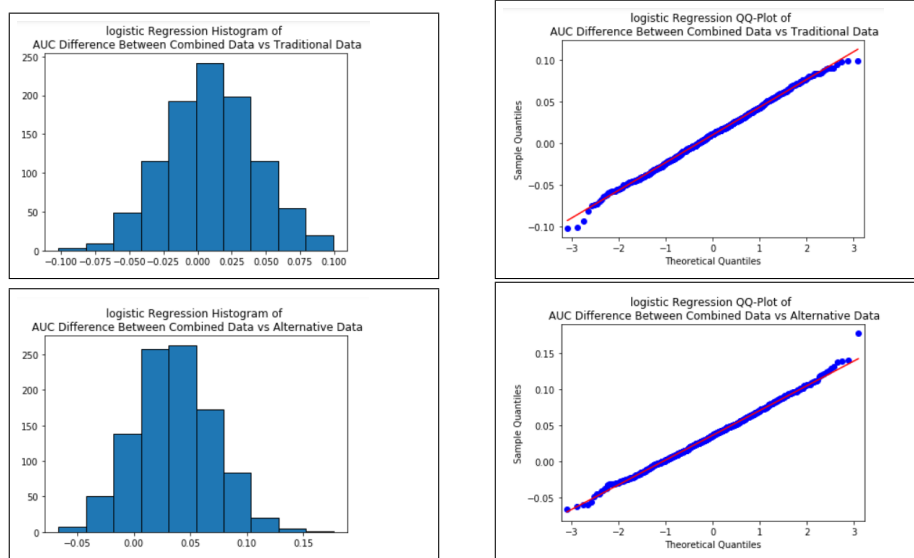 logistic Regression Histogram of
AUC Difference Between Combined Data vs Traditional Data
250
200
150
100
50
0
−0.100 −0.075 −0.050 −0.025 0.000 0.025 0.050 0.075 0.100
logistic Regression QQ-Plot of
AUC Difference Between Combined Data vs Traditional Data
0.10
0.05
0.00
−0.05
−0.10
Sample Quantiles
−3 −2 −1 0 1 2 3
Theoretical Quantiles
logistic Regression Histogram of
AUC Difference Between Combined Data vs Alternative Data
250
200
150
100
50
0
−0.05 0.00 0.05 0.10 0.15
logistic Regression QQ-Plot of
AUC Difference Between Combined Data vs Alternative Data
0.15
0.10
0.05
0.00
−0.05
Sample Quantiles
−3 −2 −1 0 1 2 3
Theoretical Quantiles